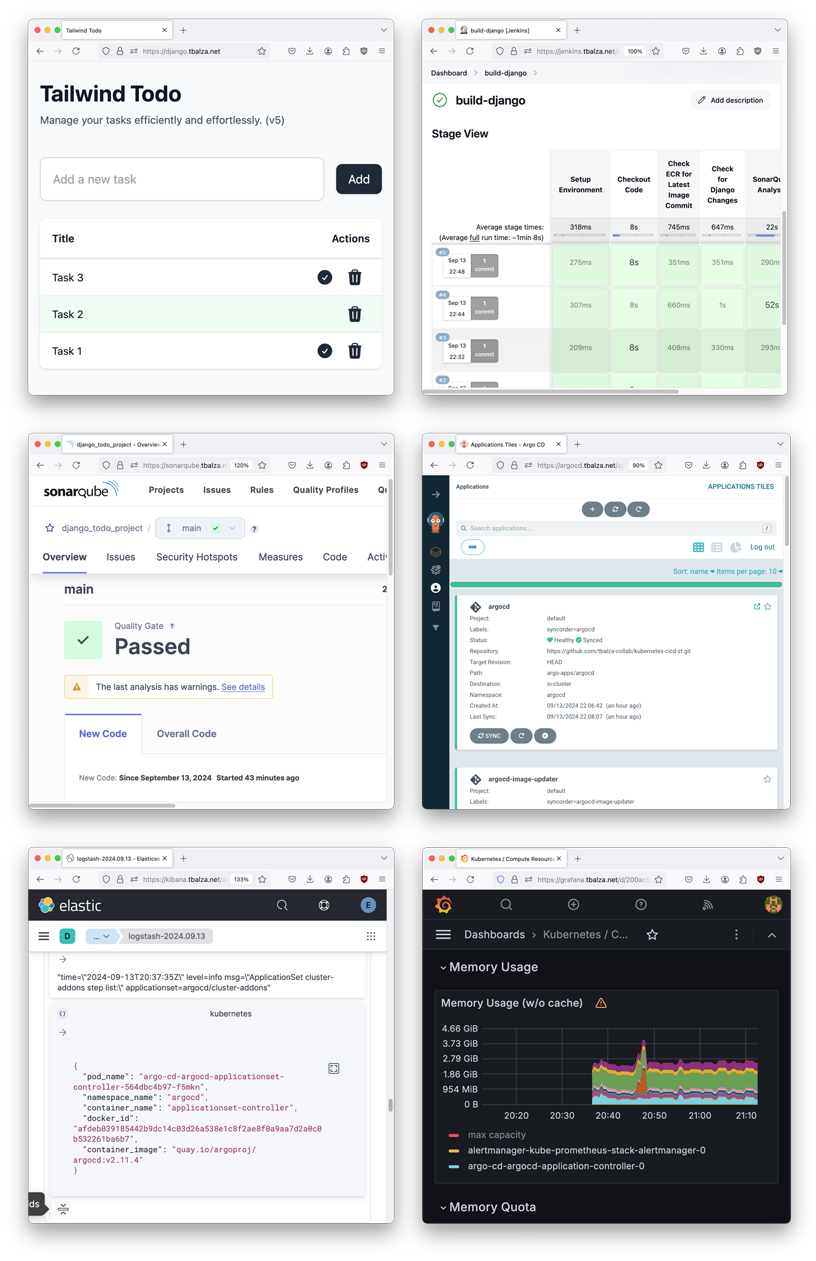 Tailwind Todo
https://django.tbalza.net
Tailwind Todo
Manage your tasks efficiently and effortlessly. (v5)
Add a new task
Add
Title Actions
Task 3
Task 2
Task 1
build-django [Jenkins]
https://jenkins.tbalza.net/ 100%
Dashboard build-django
build-django
Add description
Stage View
Setup Environment
Checkout Code
Check ECR for Latest Image Commit
Check for Django Changes
SonarQu
Analys
Average stage times: 318ms 8s 745ms 647ms 22s
(Average full run time: ~1min 8s)
#5
Sep 13 22:48 1 commit 275ms 8s 351ms 351ms 290m
#4
Sep 13 22:44 1 commit 307ms 8s 660ms 1s 52s
#3
Sep 13 22:32 1 commit 209ms 8s 408ms 330ms 293m
#2
django_todo_project - Overview
https://sonarqube.tbalza.n 120%
sonarqube
Projects Issues Rules Quality Profiles Qu
django_todo_project / main ?
Overview Issues Security Hotspots Measures Code Activ
main 2
Quality Gate ?
Passed
The last analysis has warnings. See details
New Code Overall Code
New Code: Since September 13, 2024 Started 43 minutes ago
Applications Tiles - Argo CD
https://argocd.tbalza.net/ 90%
Applications APPLICATIONS TILES
Search applications... /
Log out
Sort: name Items per page: 10
argocd
Project: default
Labels: syncorder=argocd
Status: Healthy Synced
Repository: https://github.com/tbalza-collab/kubernetes-cicd-zt.git
Target Revision: HEAD
Path: argo-apps/argocd
Destination: in-cluster
Namespace: argocd
Created At: 09/13/2024 22:06:42 (an hour ago)
Last Sync: 09/13/2024 22:08:07 (an hour ago)
SYNC
argocd-image-updater
Project: default
Labels: syncorder=argocd-image-updater
logstash-2024.09.13 - Elastics
https://kibana.tbalza.net/ 133%
elastic E
D ... logstash-2024.09.13
"time=\"2024-09-13T20:37:35Z\" level=info msg=\"ApplicationSet cluster-
addons step list:\" applicationset=argocd/cluster-addons"
{} kubernetes
{
"pod_name": "argo-cd-argocd-applicationset-
controller-564dbc4b97-f5mkn",
"namespace_name": "argocd",
"container_name": "applicationset-controller",
"docker_id":
"afdeb039185442b9dc14c03d26a538e1c8f2ae8f0a9aa7d2a0c0
b532261ba6b7",
"container_image": "quay.io/argoproj/
argocd:v2.11.4"
}
ds
Kubernetes / Compute Resourc
https://grafana.tbalza.net/d/200ac
Dashboards Kubernetes / C...
Memory Usage
Memory Usage (w/o cache)
4.66 GiB
3.73 GiB
2.79 GiB
1.86 GiB
954 MiB
0 B
20:20 20:30 20:40 20:50 21:00 21:10
max capacity
alertmanager-kube-prometheus-stack-alertmanager-0
argo-cd-argocd-application-controller-0
Memory Quota